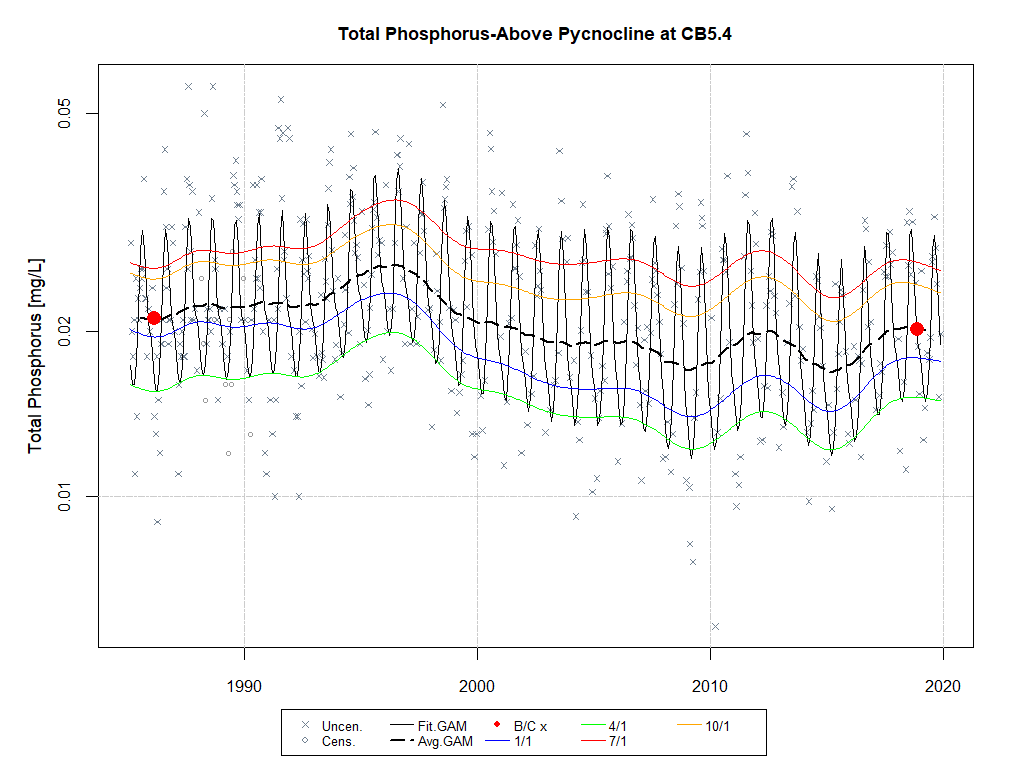 Total Phosphorus-Above Pycnocline at CB5.4
Total Phosphorus [mg/L]
0.05
0.02
0.01
1990 2000 2010 2020
Uncen. Fit.GAM B/C x 4/1 10/1
Cens. Avg.GAM 1/1 7/1